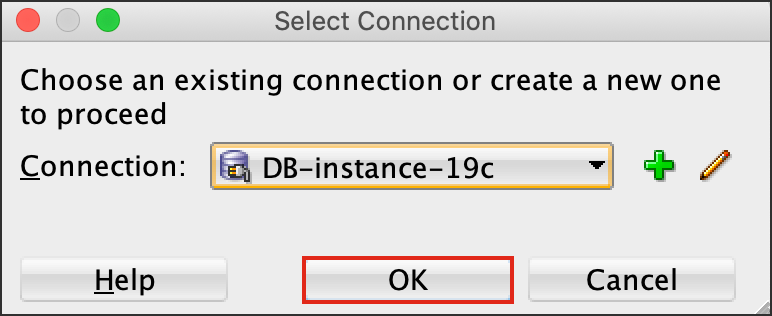 Select Connection
Choose an existing connection or create a new one
to proceed
Connection: DB-instance-19c
Help OK Cancel